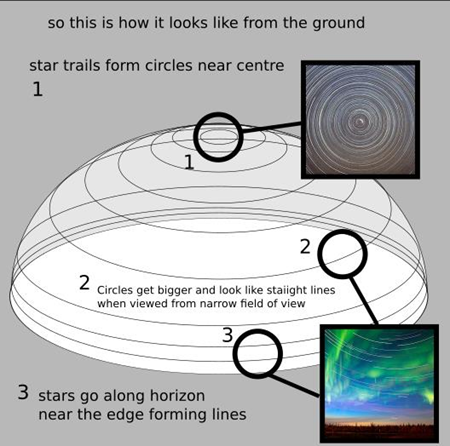 so this is how it looks like from the ground
star trails form circles near centre
1
1
2
2 Circles get bigger and look like staiight lines
when viewed from narrow field of view
3
3 stars go along horizon
near the edge forming lines